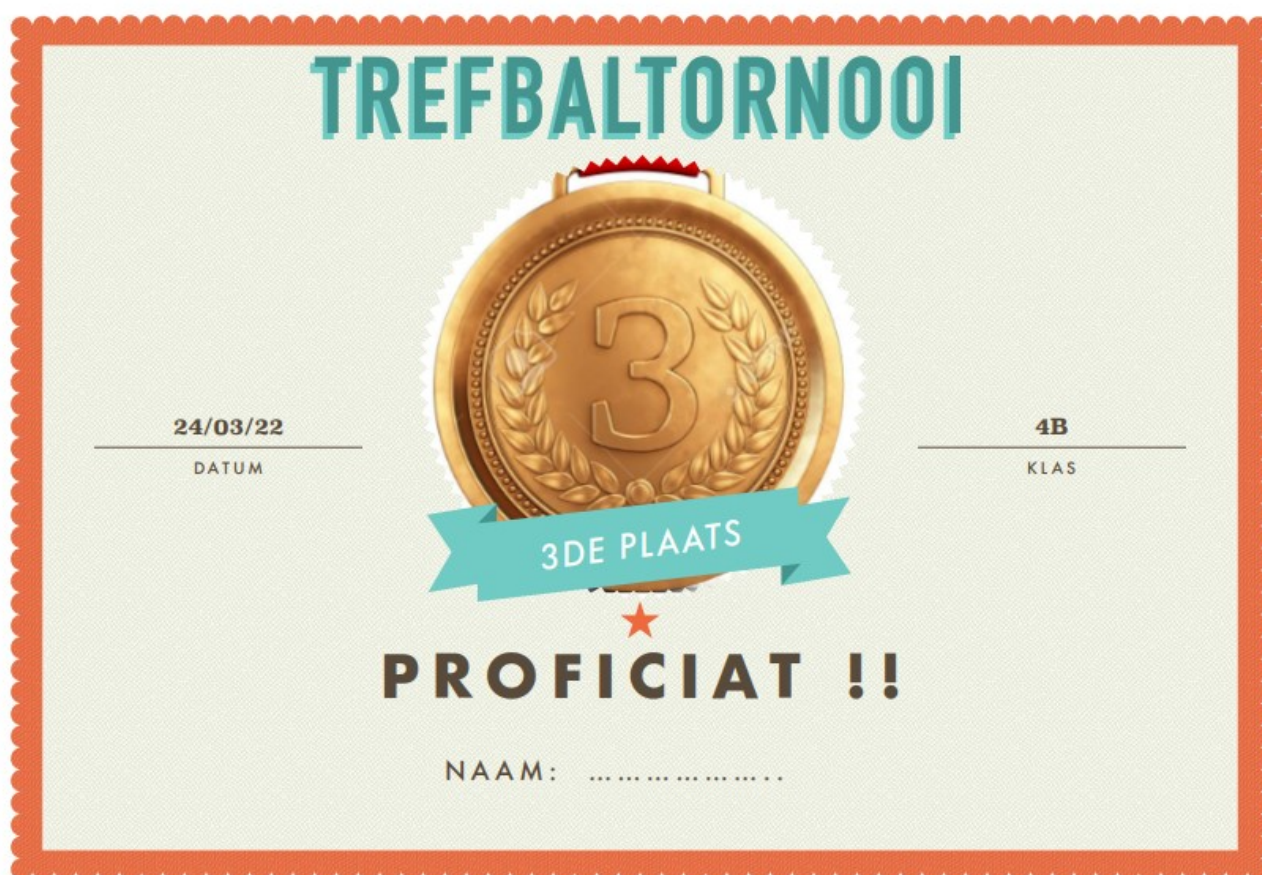 TREFBALTORNOOI
3
24/03/22
DATUM
4B
KLAS
3DE PLAATS
PROFICIAT !!
NAAM: ………………..